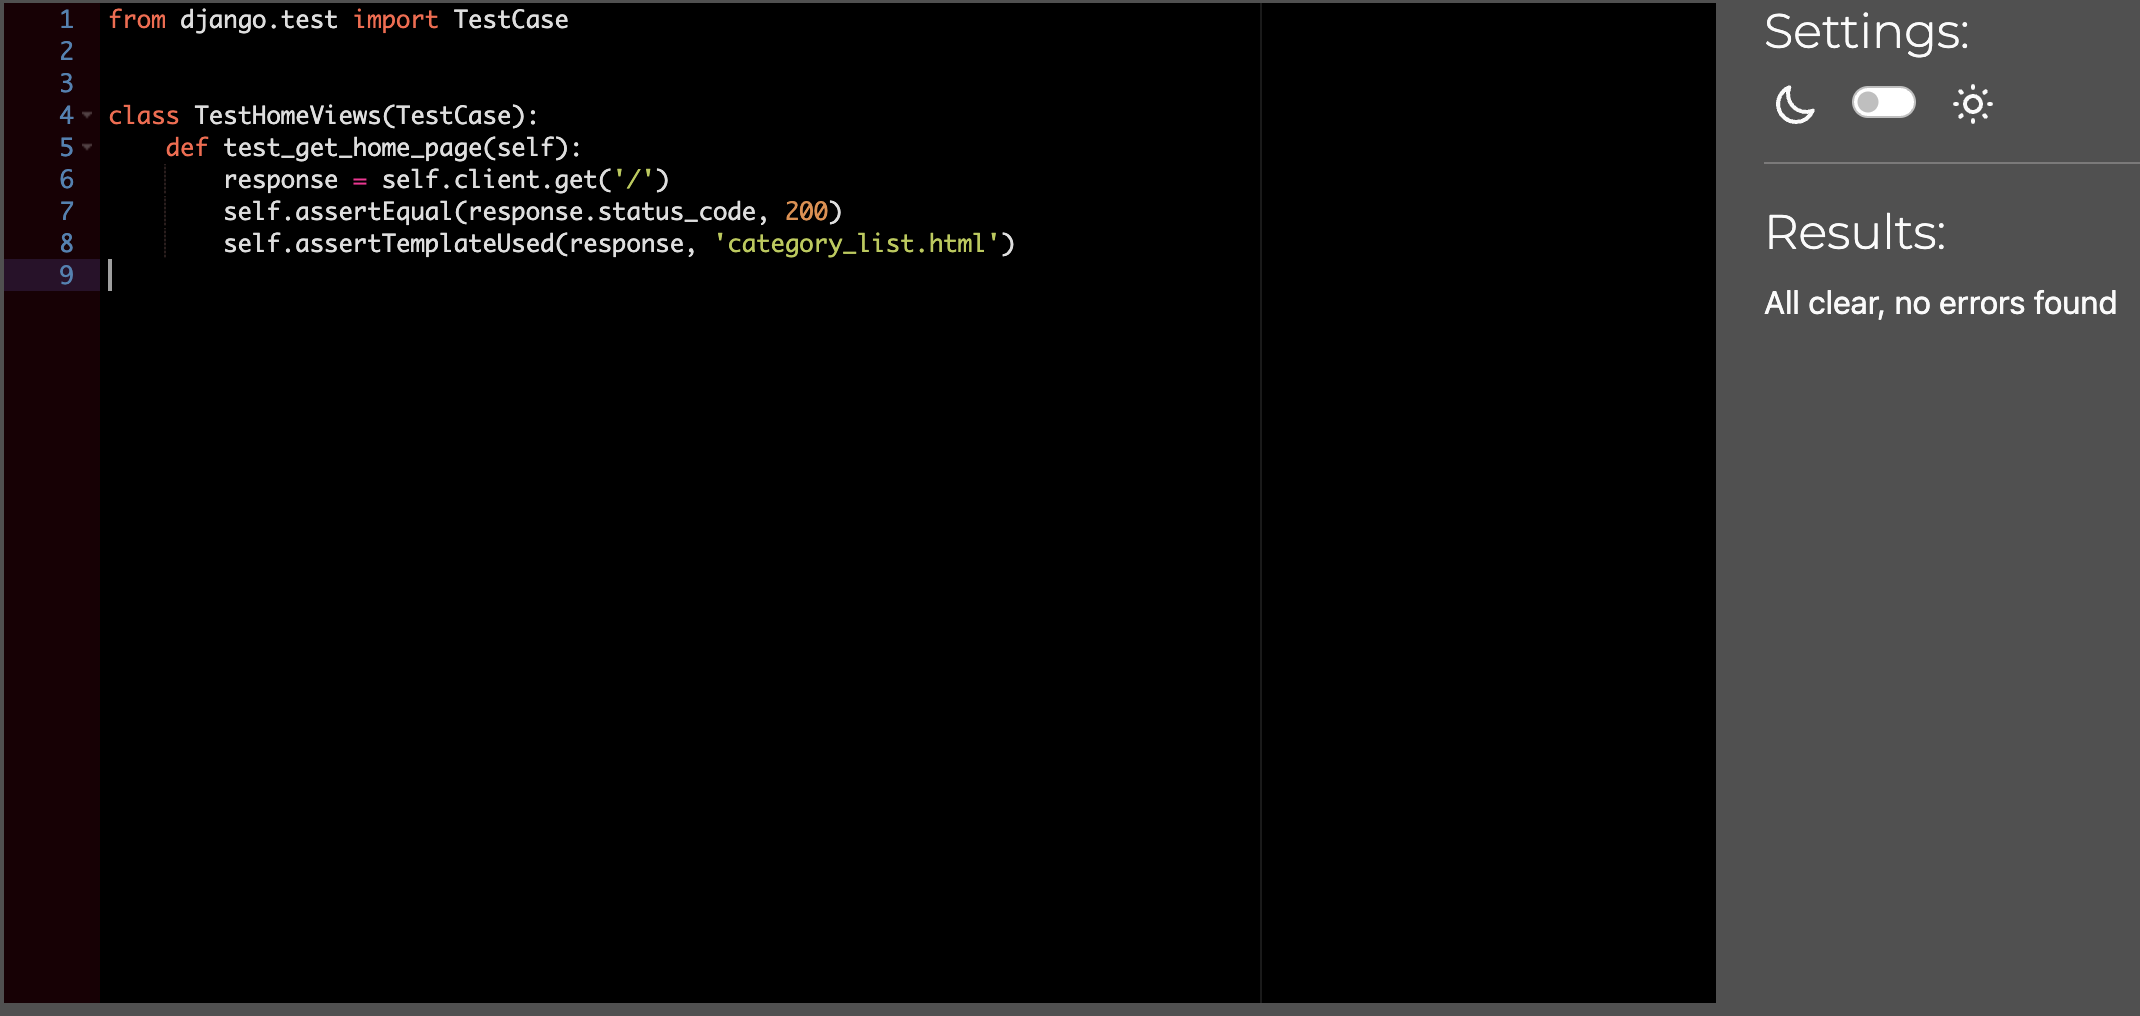 1 from django.test import TestCase
2
3
4 class TestHomeViews(TestCase):
5     def test_get_home_page(self):
6         response = self.client.get('/')
7         self.assertEqual(response.status_code, 200)
8         self.assertTemplateUsed(response, 'category_list.html')
9
Settings:
Results:
All clear, no errors found